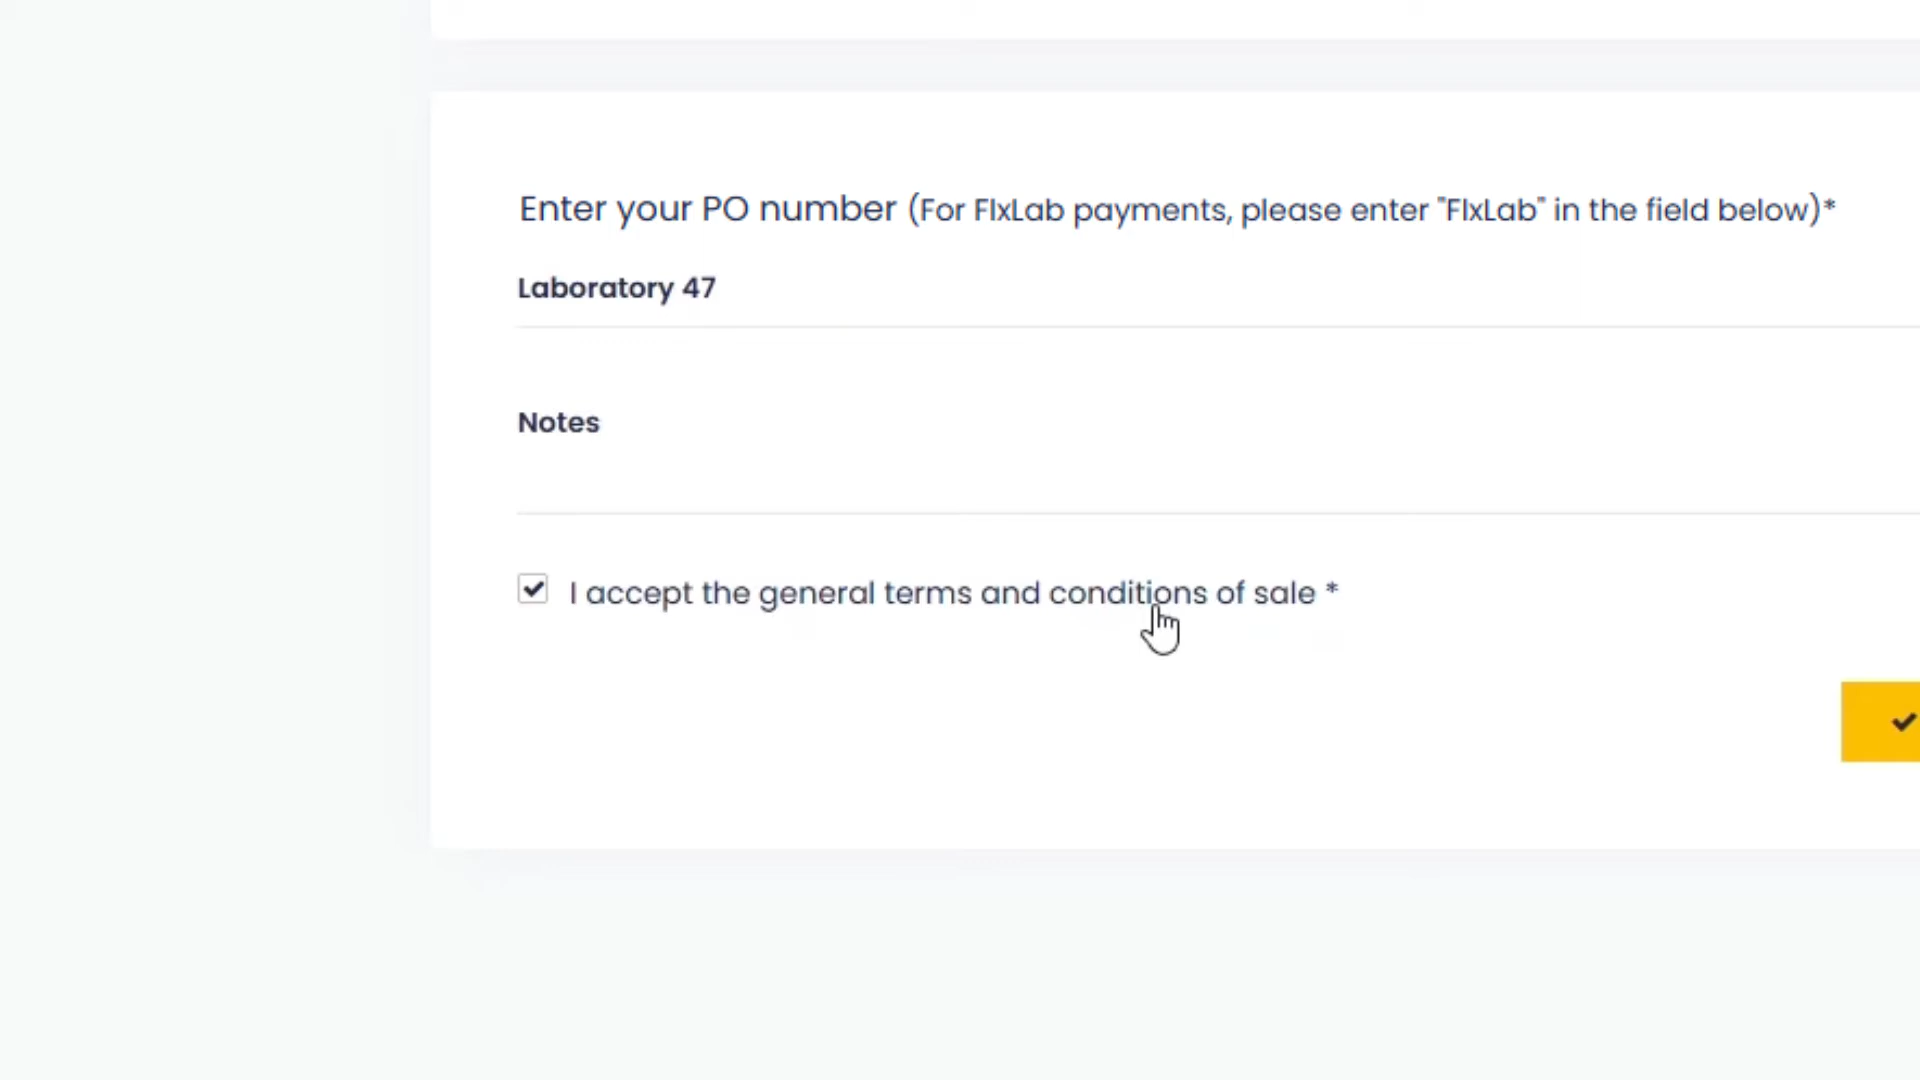 Enter your PO number (For FlxLab payments, please enter "FlxLab" in the field below)*
Laboratory 47
Notes
I accept the general terms and conditions of sale *